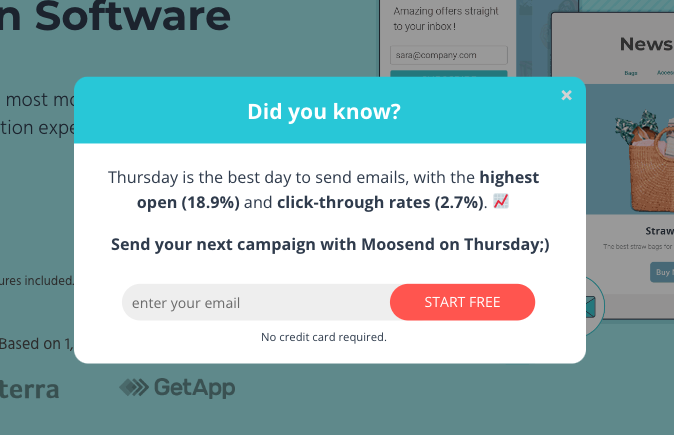 n Software
most mo
tion expe
Amazing offers straight
to your inbox !
sara@company.com
News
Bags
Did you know?
×
Thursday is the best day to send emails, with the highest
open (18.9%) and click-through rates (2.7%).
Send your next campaign with Moosend on Thursday;)
enter your email
START FREE
No credit card required.
ures included.
Based on 1,
terra
GetApp
Straw
The best straw bags for
Buy